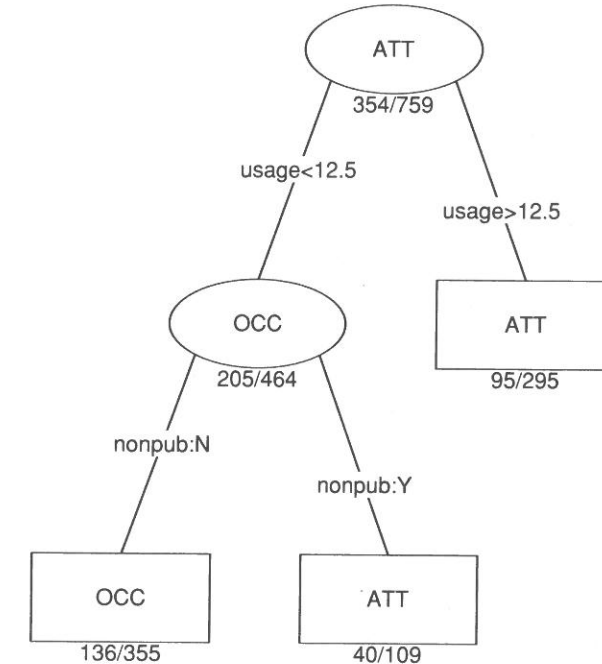 ATT
354/759
usage<12.5
usage>12.5
OCC
205/464
ATT
95/295
nonpub:N
nonpub:Y
OCC
136/355
ATT
40/109